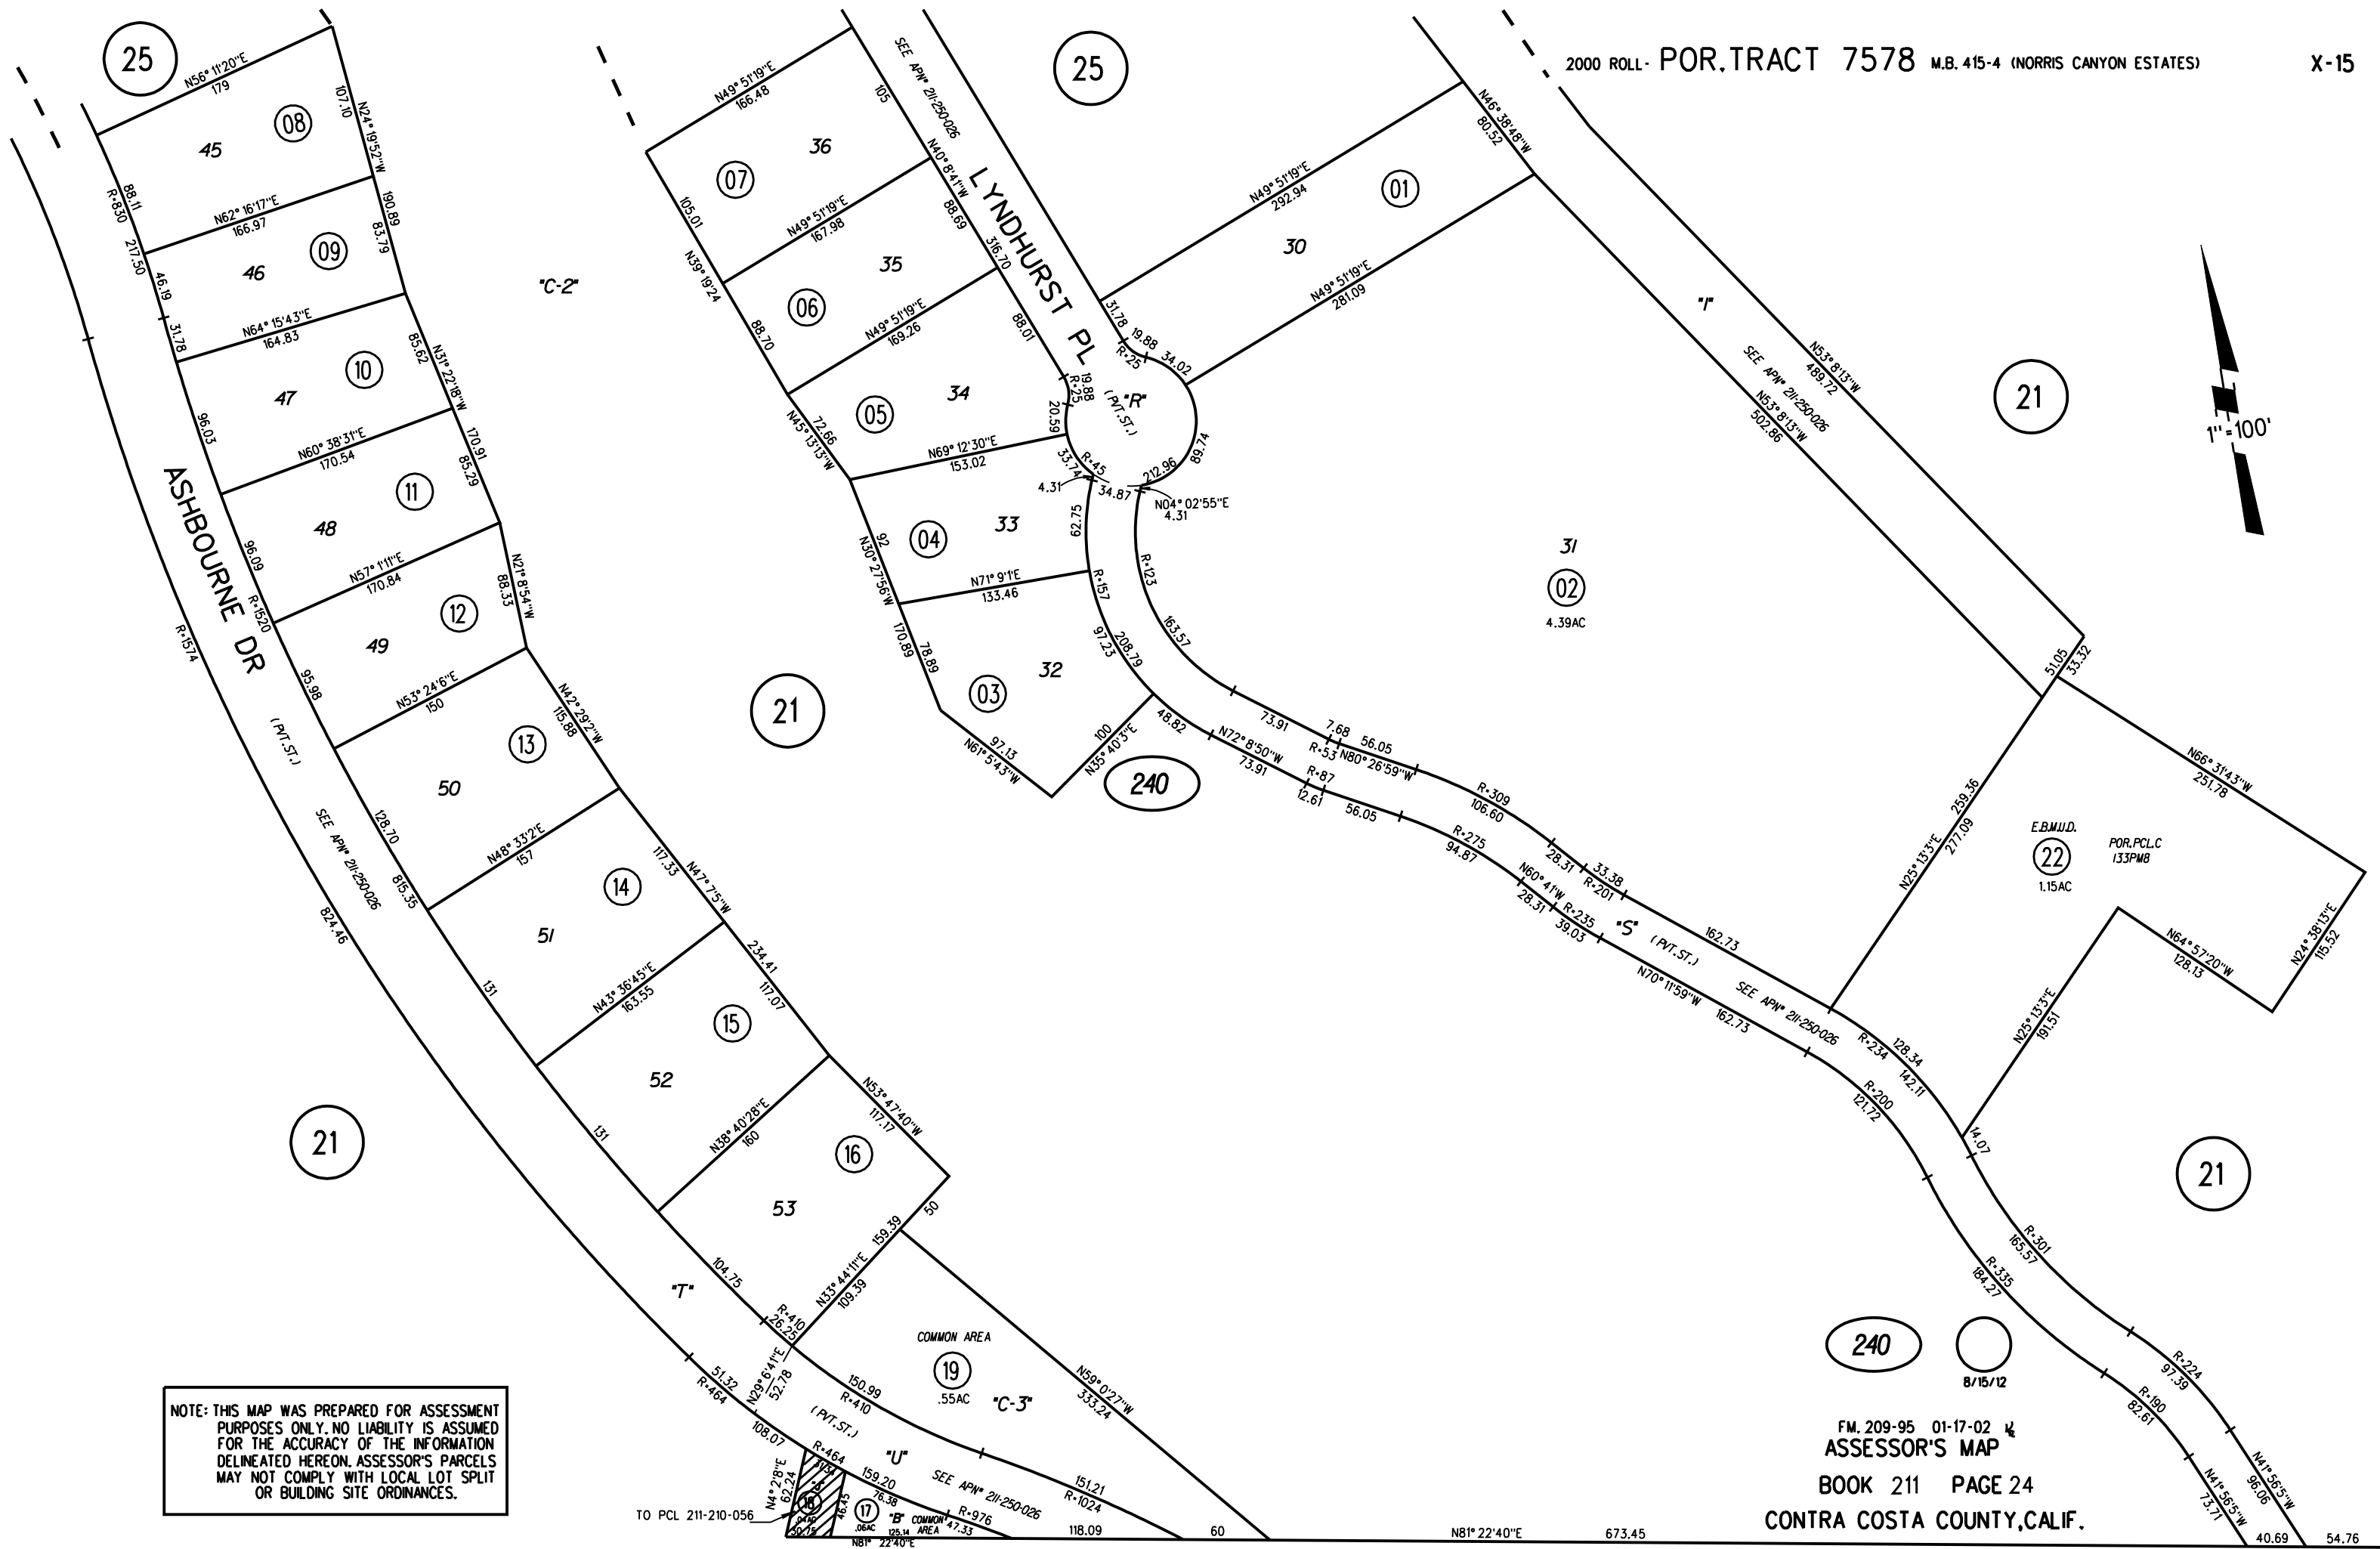 2000 ROLL- POR.TRACT 7578 M.B. 415-4 (NORRIS CANYON ESTATES)
X-15
25
25
N56° 11'20"E
179
107.10
N24° 19'52"W
08
45
88.11
R=830
217.50
N62° 16'17"E
166.97
190.89
83.79
09
46
46.19
31.78
N64° 15'43"E
164.83
85.62
N31° 22'18"W
10
47
96.03
N60° 38'31"E
170.54
170.91
85.29
11
48
96.09
R=1520
N57° 1'11"E
170.84
N21° 8'54"W
88.33
12
49
95.98
N53° 24'6"E
150
N42° 29'2"W
115.88
13
50
128.70
815.35
N48° 33'2"E
157
117.33
N47° 7'5"W
14
51
131
N43° 36'45"E
163.55
234.41
117.07
15
52
131
N38° 40'28"E
160
N53° 47'40"W
117.17
16
53
104.75
50
159.39
N33° 44'11"E
109.39
R=410
26.25
ASHBOURNE DR
(PVT.ST.)
SEE APN° 211-250-026
R=1574
824.46
"T"
"C-2"
N49° 51'19"E
166.48
105
SEE APN° 211-250-026
36
07
105.01
N39° 19'24
N40° 8'41"W
88.69
316.70
N49° 51'19"E
167.98
35
06
88.70
N49° 51'19"E
169.26
88.01
34
05
72.66
N45° 13'13"W
R=25
19.88
20.59
N69° 12'30"E
153.02
33.74
R=45
4.31
34.87
212.96
89.74
N04° 02'55"E
4.31
LYNDHURST PL
"R"
(PVT.ST.)
31.78
19.88
R=25
34.02
N49° 51'19"E
292.94
01
30
N49° 51'19"E
281.09
N46° 38'48"W
80.52
"I"
SEE APN° 211-250-026
N53° 8'13"W
489.72
N53° 8'13"W
502.86
21
1"=100'
33
04
92
N30° 27'56"W
62.75
R=157
R=123
163.57
N71° 9'1"E
133.46
170.89
78.89
97.23
208.79
32
03
97.13
N61° 5'43"W
100
N35° 40'3"E
48.82
21
240
31
02
4.39AC
73.91
N72° 8'50"W
73.91
7.68
R=53
56.05
N80° 26'59"W
R=87
12.61
56.05
R=309
106.60
R=275
94.87
28.31
N60° 41'W
28.31
33.38
R=201
R=235
39.03
"S"
(PVT.ST.)
162.73
N70° 11'59"W
162.73
SEE APN° 211-250-026
51.05
33.32
259.36
N25° 13'3"E
277.09
N66° 31'43"W
251.78
E.B.M.U.D.
22
1.15AC
POR.PCL.C
133PM8
N24° 38'13"E
115.52
N64° 57'20"W
128.13
N25° 13'3"E
191.51
R=234
128.34
142.11
R=200
121.72
14.07
21
R=301
165.57
R=335
184.27
R=224
97.39
R=190
82.61
N41° 56'5"W
96.06
N41° 56'5"W
73.71
21
COMMON AREA
19
.55AC
"C-3"
N59° 0'27"W
333.24
150.99
R=410
N29° 6'41"E
52.78
51.32
R=464
108.07
(PVT.ST.)
"U"
SEE APN° 211-250-026
151.21
R=1024
R=464
159.20
76.38
R=976
47.33
N4° 2'8"E
62.24
TO PCL 211-210-056
18
.04AC
30.75
46.45
17
.06AC
"B" COMMON
AREA
125.14
N81° 22'40"E
118.09
60
N81° 22'40"E
673.45
40.69
54.76
NOTE: THIS MAP WAS PREPARED FOR ASSESSMENT
PURPOSES ONLY. NO LIABILITY IS ASSUMED
FOR THE ACCURACY OF THE INFORMATION
DELINEATED HEREON. ASSESSOR'S PARCELS
MAY NOT COMPLY WITH LOCAL LOT SPLIT
OR BUILDING SITE ORDINANCES.
240
8/15/12
FM. 209-95 01-17-02
ASSESSOR'S MAP
BOOK 211 PAGE 24
CONTRA COSTA COUNTY,CALIF.